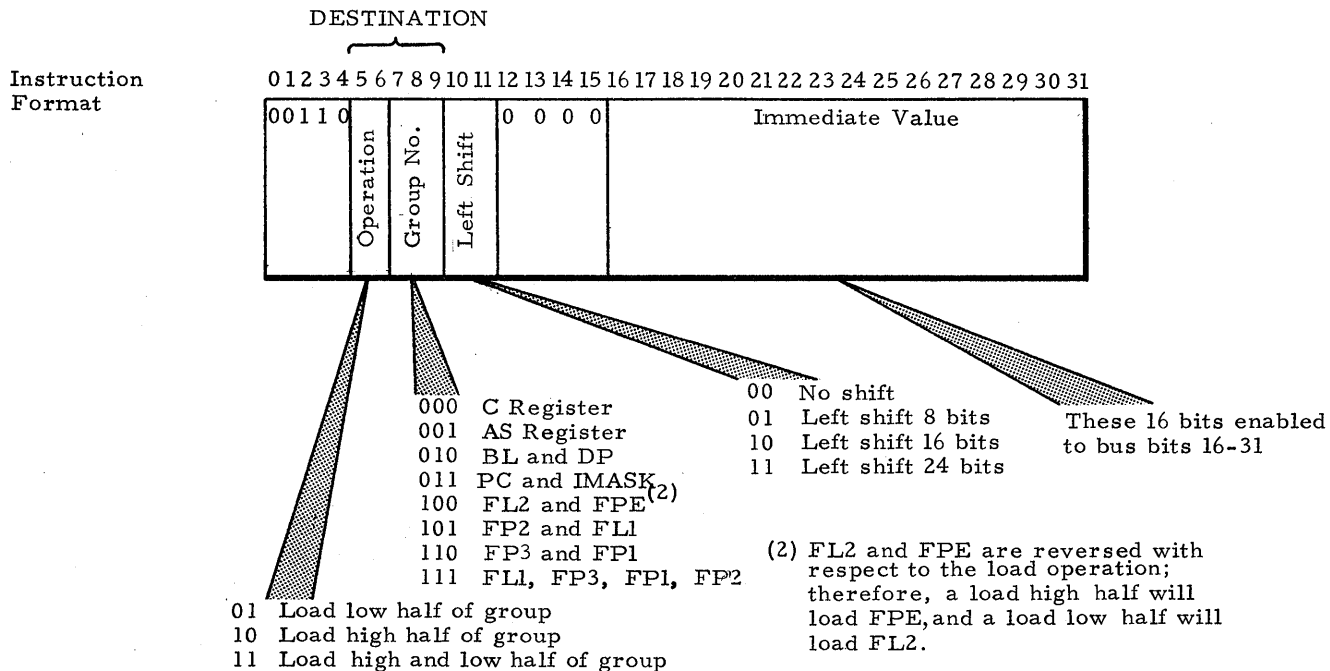 DESTINATION
Instruction Format
0 1 2 3 4 5 6 7 8 9 10 11 12 13 14 15 16 17 18 19 20 21 22 23 24 25 26 27 28 29 30 31
0 0 1 1 0
Operation
Group No.
Left Shift
0 0 0 0
Immediate Value
000 C Register
001 AS Register
010 BL and DP
011 PC and IMASK
100 FL2 and FPE(2)
101 FP2 and FL1
110 FP3 and FP1
111 FL1, FP3, FP1, FP2
00 No shift
01 Left shift 8 bits
10 Left shift 16 bits
11 Left shift 24 bits
These 16 bits enabled
to bus bits 16-31
(2) FL2 and FPE are reversed with
respect to the load operation;
therefore, a load high half will
load FPE, and a load low half will
load FL2.
01 Load low half of group
10 Load high half of group
11 Load high and low half of group